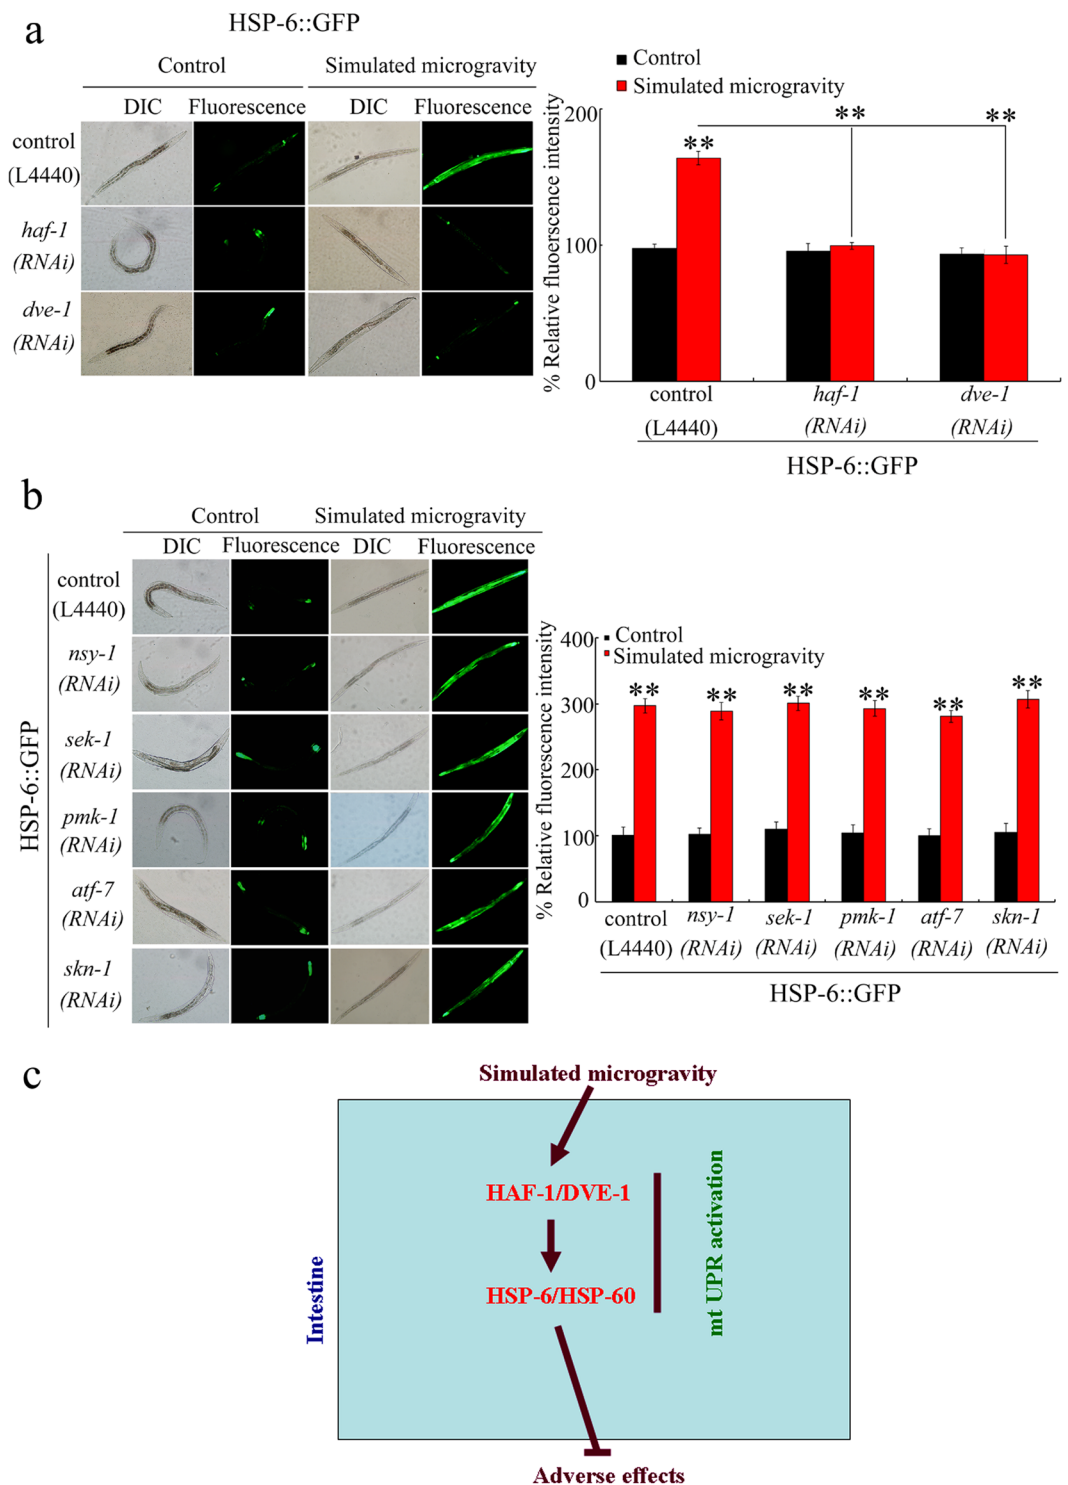 a
HSP-6::GFP
Control
Simulated microgravity
DIC
Fluorescence
DIC
Fluorescence
control
(L4440)
haf-1
(RNAi)
dve-1
(RNAi)
% Relative fluoerscence intensity
Control
Simulated microgravity
200
100
0
**
**
**
control
(L4440)
haf-1
(RNAi)
dve-1
(RNAi)
HSP-6::GFP
b
Control
Simulated microgravity
DIC
Fluorescence
DIC
Fluorescence
HSP-6::GFP
control
(L4440)
nsy-1
(RNAi)
sek-1
(RNAi)
pmk-1
(RNAi)
atf-7
(RNAi)
skn-1
(RNAi)
% Relative fluorescence intensity
Control
Simulated microgravity
400
300
200
100
0
**
**
**
**
**
**
control
(L4440)
nsy-1
(RNAi)
sek-1
(RNAi)
pmk-1
(RNAi)
atf-7
(RNAi)
skn-1
(RNAi)
HSP-6::GFP
c
Simulated microgravity
HAF-1/DVE-1
HSP-6/HSP-60
mt UPR activation
Intestine
Adverse effects